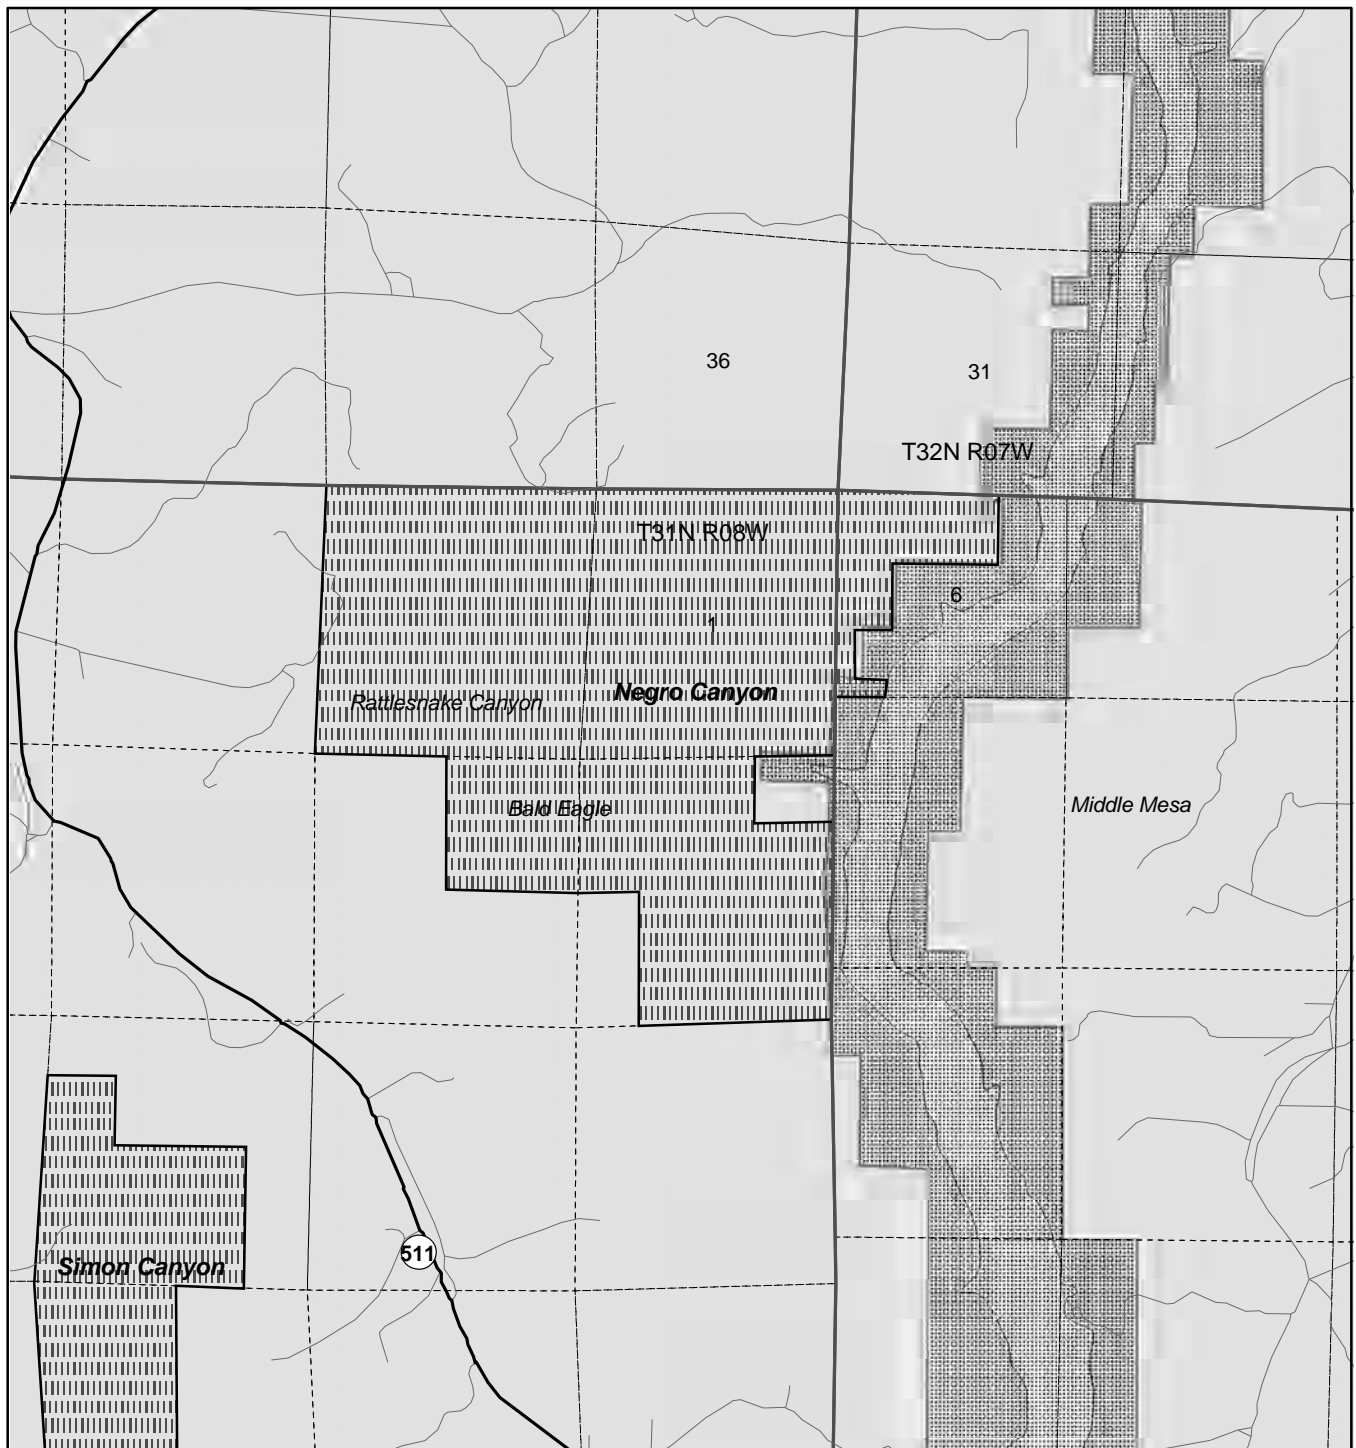 36
31
T32N R07W
T31N R08W
6
1
Negro Canyon
Rattlesnake Canyon
Bald Eagle
Middle Mesa
511
Simon Canyon